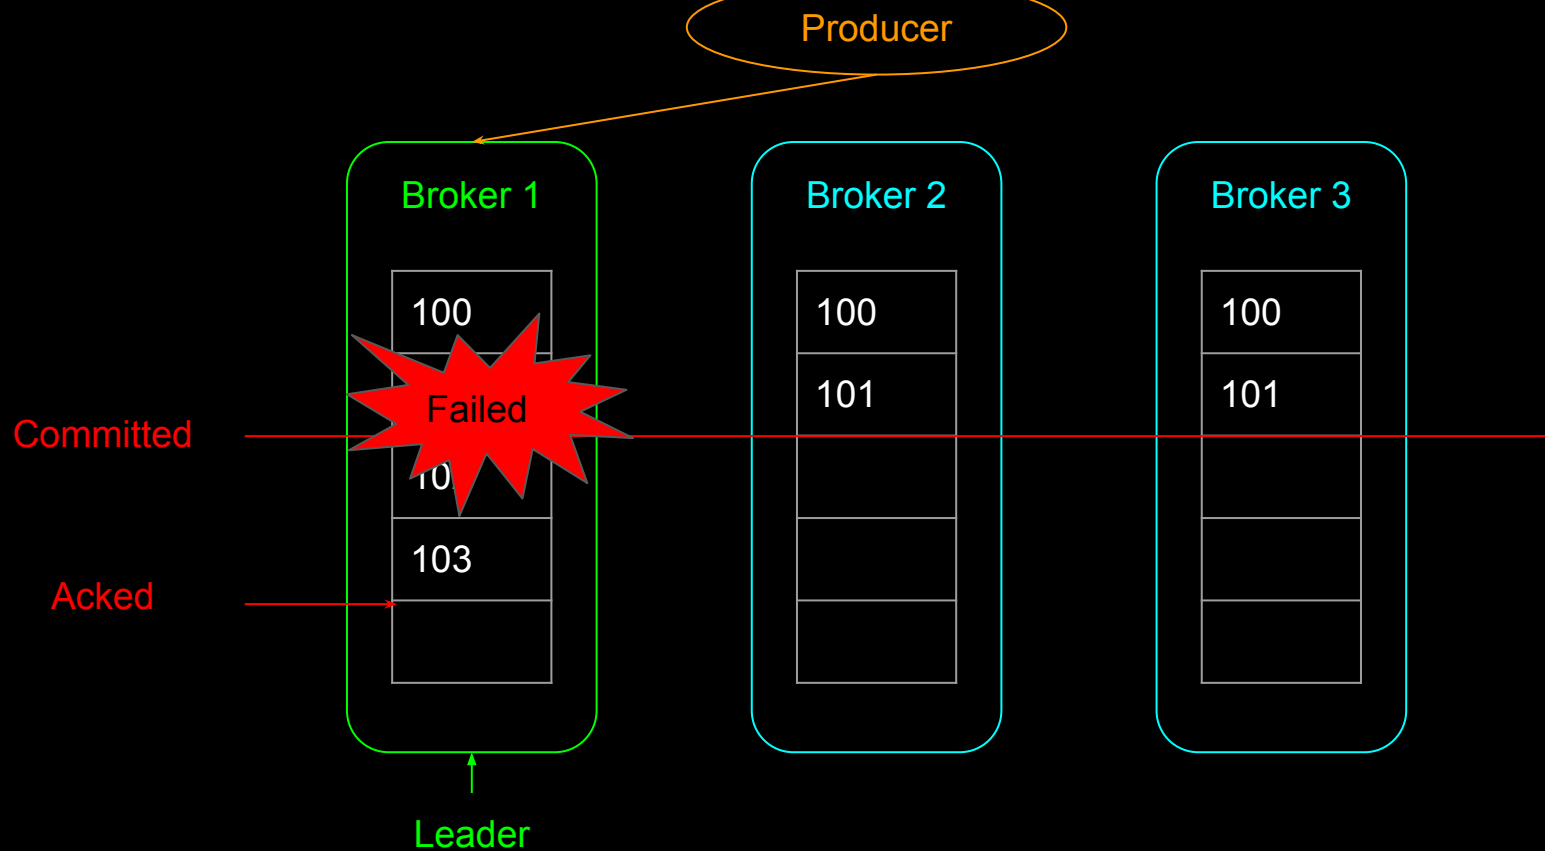 Producer
Broker 1
Broker 2
Broker 3
100
100
100
Failed
101
101
Committed
103
Acked
Leader